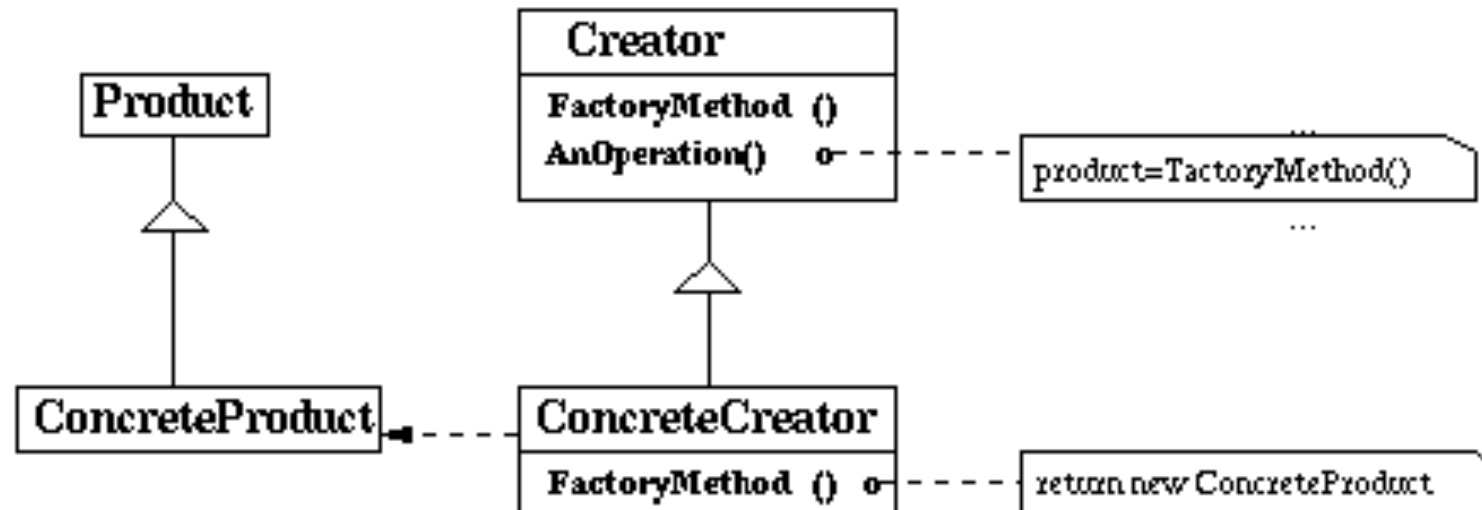 Creator
Product
FactoryMethod ()
AnOperation() o
...
product=TactoryMethod()
...
ConcreteProduct
ConcreteCreator
FactoryMethod () o
return new ConcreteProduct